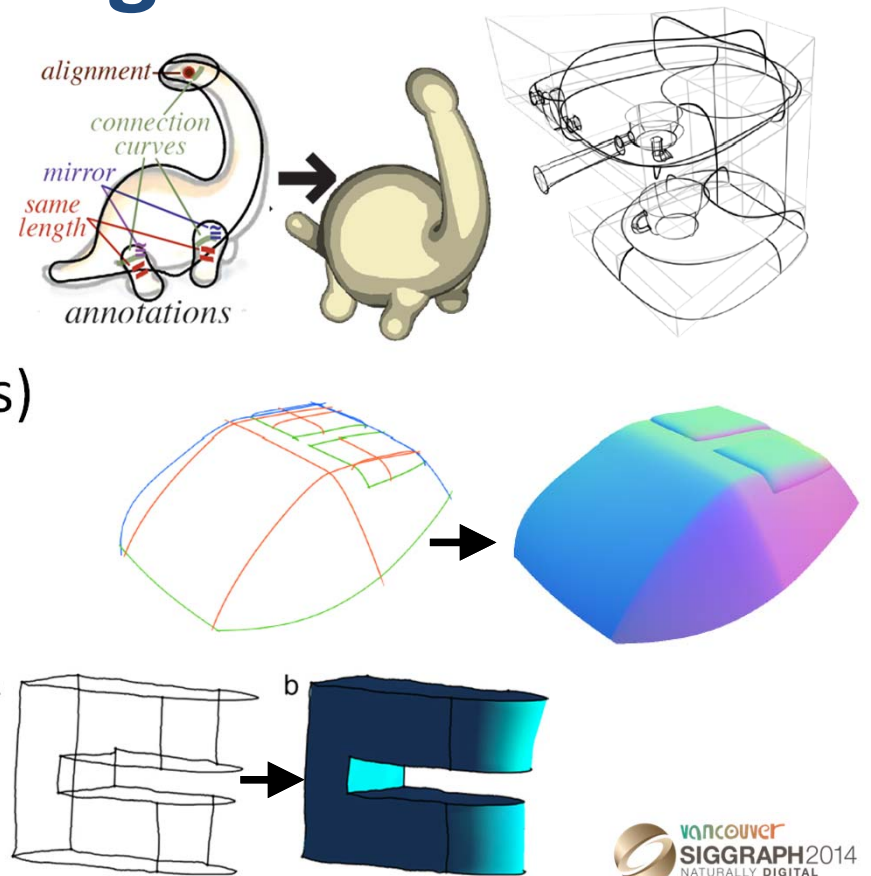 g
alignment
connection
curves
mirror
same
length
annotations
s)
b
vancouver
SIGGRAPH2014
NATURALLY DIGITAL